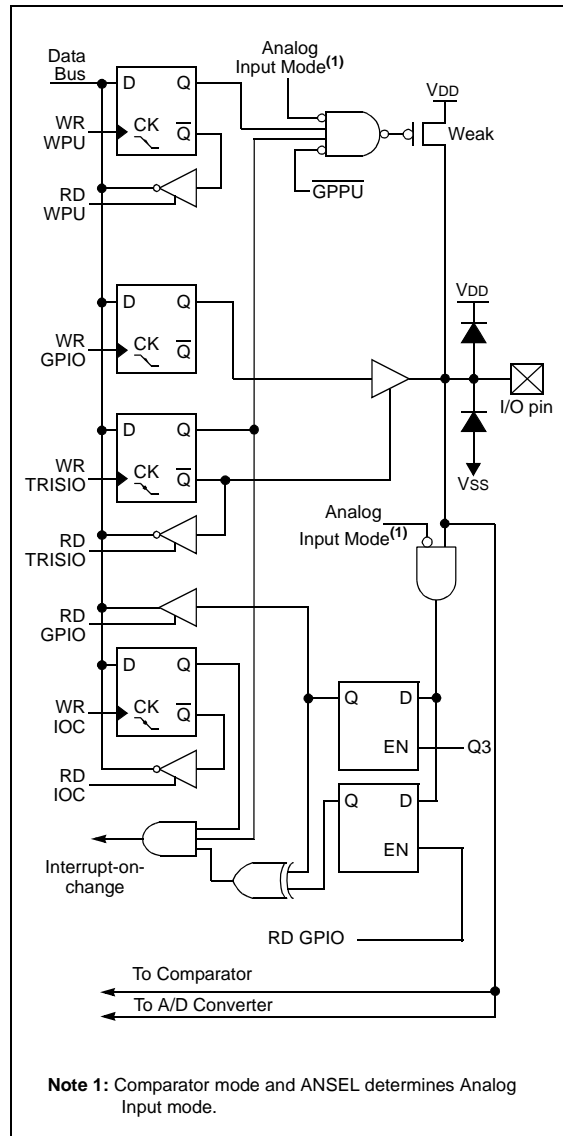 Data
Bus
D
Q
WR
WPU
CK
Q
RD
WPU
Analog
Input Mode(1)
GPPU
VDD
Weak
D
Q
WR
GPIO
CK
Q
VDD
I/O pin
VSS
D
Q
WR
TRISIO
CK
Q
RD
TRISIO
Analog
Input Mode(1)
RD
GPIO
D
Q
WR
IOC
CK
Q
RD
IOC
Q
D
EN
Q3
Q
D
EN
Interrupt-on-
change
RD GPIO
To Comparator
To A/D Converter
Note 1: Comparator mode and ANSEL determines Analog
Input mode.